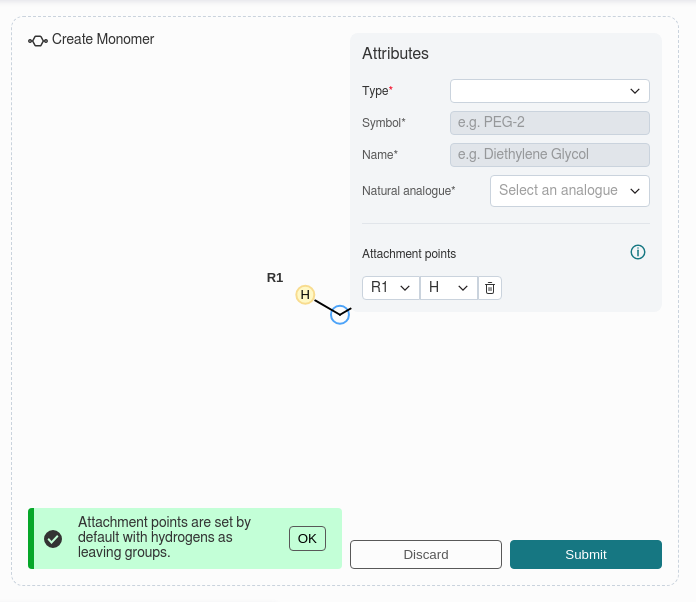 Create Monomer
Attributes
Type*
Symbol* e.g. PEG-2
Name* e.g. Diethylene Glycol
Natural analogue* Select an analogue
Attachment points
R1 H
R1
H
Attachment points are set by
default with hydrogens as
leaving groups.
OK
Discard Submit